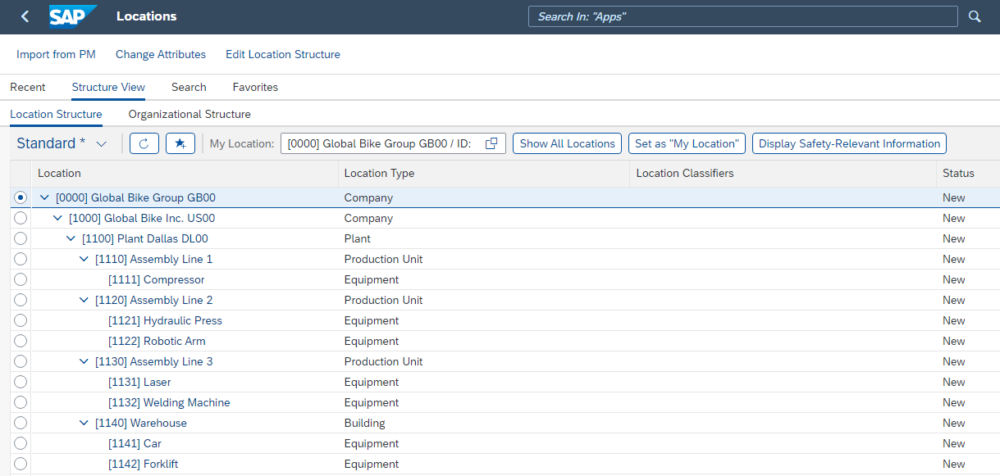 SAP Locations Search In: "Apps"
Import from PM Change Attributes Edit Location Structure
Recent Structure View Search Favorites
Location Structure Organizational Structure
Standard * My Location: [0000] Global Bike Group GB00 / ID: Show All Locations Set as "My Location" Display Safety-Relevant Information
Location Location Type Location Classifiers Status
[0000] Global Bike Group GB00 Company New
[1000] Global Bike Inc. US00 Company New
[1100] Plant Dallas DL00 Plant New
[1110] Assembly Line 1 Production Unit New
[1111] Compressor Equipment New
[1120] Assembly Line 2 Production Unit New
[1121] Hydraulic Press Equipment New
[1122] Robotic Arm Equipment New
[1130] Assembly Line 3 Production Unit New
[1131] Laser Equipment New
[1132] Welding Machine Equipment New
[1140] Warehouse Building New
[1141] Car Equipment New
[1142] Forklift Equipment New